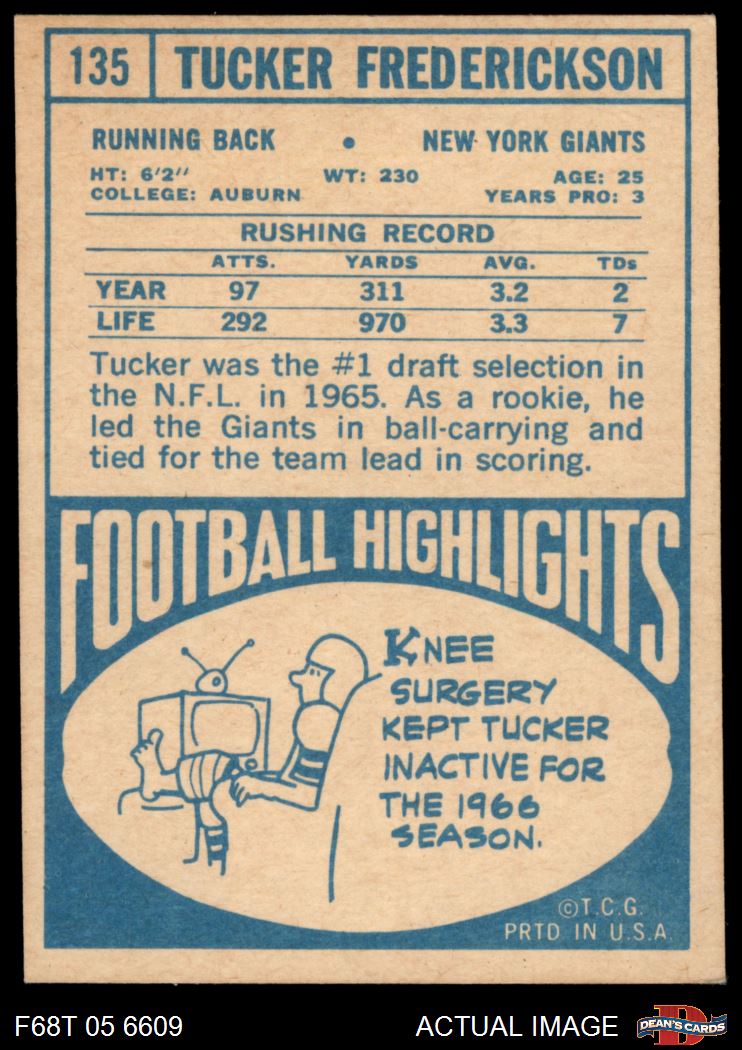 135 TUCKER FREDERICKSON
RUNNING BACK • NEW YORK GIANTS
HT: 6'2" WT: 230 AGE: 25
COLLEGE: AUBURN YEARS PRO: 3
RUSHING RECORD
ATTS. YARDS AVG. TDs
YEAR 97 311 3.2 2
LIFE 292 970 3.3 7
Tucker was the #1 draft selection in
the N.F.L. in 1965. As a rookie, he
led the Giants in ball-carrying and
tied for the team lead in scoring.
FOOTBALL HIGHLIGHTS
KNEE
SURGERY
KEPT TUCKER
INACTIVE FOR
THE 1966
SEASON.
©T.C.G.
PRTD IN U.S.A.
F68T 05 6609 ACTUAL IMAGE D DEAN'S CARDS